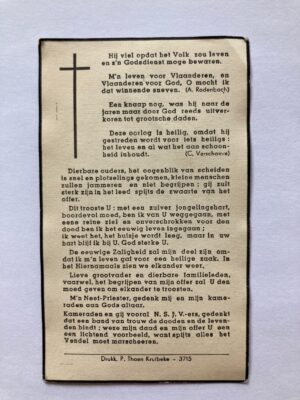 Hij viel opdat het Volk zou leven
en z'n Godsdienst moge bewaren.
M'n leven voor Vlaanderen, en
Vlaanderen voor God, O mocht ik
dat winnende sneven. (A. Rodenbach)
Een knaap nog, was hij naar de
jaren maar door God reeds uitver-
koren tot grootsche daden.
Deze oorlog is heilig, omdat hij
gestreden wordt voor iets heiligs :
het leven en al wat het aan schoon-
heid inhoudt. (C. Verschaeve)
Dierbare ouders, het oogenblik van scheiden
is snel en plotselings gekomen, kleine menschen
zullen jammeren en niet begrijpen ; gij zult
sterk zijn in het leed spijts de zwaarte van het
offer.
Dit trooste U : met een zuiver jongelingshart,
boordevol moed, ben ik van U weggegaan, met
een reine ziel en onverschrokken voor den
dood ben ik het eeuwig leven ingegaan ;
ik weet het, het huisje wordt leeg, maar in uw
hart blijf ik bij U. God sterke U.
De eeuwige Zaligheid zal mijn deel zijn om-
dat ik m'n leven gaf voor een heilige zaak. In
het Hiernamaals zien we elkander weer,
Lieve grootvader en dierbare familieleden,
vaarwel, het begrijpen van mijn offer zal U den
moed geven om elkander te troosten.
M'n Neef-Priester, gedenk mij en mijn kame-
raden aan Gods altaar.
Kameraden en gij vooral N. S. J. V.-ers, gedenkt
dat een band van trouw de dooden en de leven-
den bindt ; weze mijn daad en mijn offer U een
een lichtend voorbeeld, want spijts alles het
Vendel moet marscheeren.
Drukk. P. Thoen Kruibeke - 3715